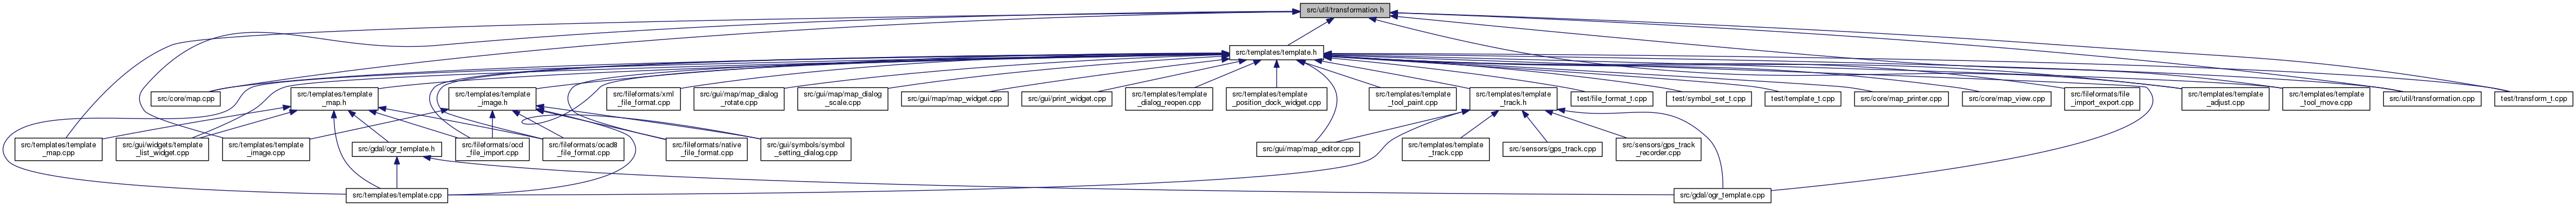 src/util/transformation.h
src/templates/template.h
src/core/map.cpp
src/templates/template
_map.h
src/templates/template
_image.h
src/fileformats/xml
_file_format.cpp
src/gui/map/map_dialog
_rotate.cpp
src/gui/map/map_dialog
_scale.cpp
src/gui/map/map_widget.cpp
src/gui/print_widget.cpp
src/templates/template
_dialog_reopen.cpp
src/templates/template
_position_dock_widget.cpp
src/templates/template
_tool_paint.cpp
src/templates/template
_track.h
test/file_format_t.cpp
test/symbol_set_t.cpp
test/template_t.cpp
src/core/map_printer.cpp
src/core/map_view.cpp
src/fileformats/file
_import_export.cpp
src/templates/template
_adjust.cpp
src/templates/template
_tool_move.cpp
src/util/transformation.cpp
test/transform_t.cpp
src/templates/template
_map.cpp
src/gui/widgets/template
_list_widget.cpp
src/templates/template
_image.cpp
src/gdal/ogr_template.h
src/fileformats/ocd
_file_import.cpp
src/fileformats/ocad8
_file_format.cpp
src/fileformats/native
_file_format.cpp
src/gui/symbols/symbol
_setting_dialog.cpp
src/gui/map/map_editor.cpp
src/templates/template
_track.cpp
src/sensors/gps_track.cpp
src/sensors/gps_track
_recorder.cpp
src/templates/template.cpp
src/gdal/ogr_template.cpp